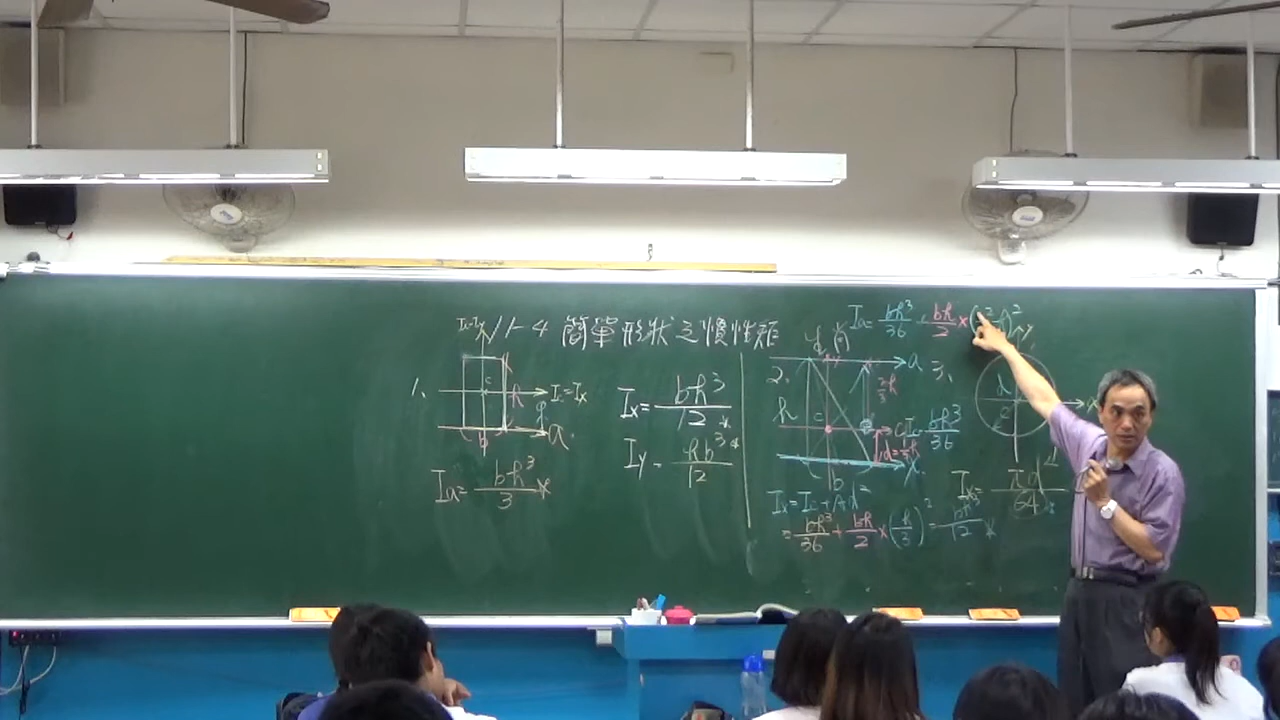 11-4 簡單形狀之慣性矩
1.
c
h
b
a
Ia = bh³/3
Ix = bh³/12
Iy = hb³/12
2.
h
c
b
a
x
Ic = bh³/36
Ix = Ic + Ad²
= bh³/36 + bh/2 × (h/3)² = bh³/12
Ia = bh³/36 + bh/2 ×
3.
d
y
x
Ix = πd⁴/64